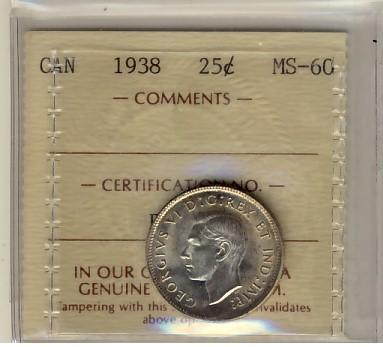 CAN 1938 25¢ MS-60
— COMMENTS —
— CERTIFICATION NO. —
GEORGIVS VI D:G:REX ET IND:IMP:
IN OUR A
GENUINE M.
Tampering with this invalidates
above